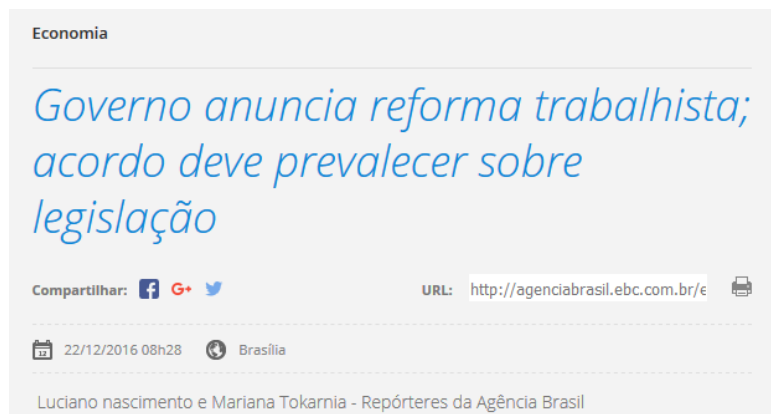 Economia
Governo anuncia reforma trabalhista;
acordo deve prevalecer sobre
legislação
Compartilhar: G+ URL: http://agenciabrasil.ebc.com.br/e
12 22/12/2016 08h28 Brasília
Luciano nascimento e Mariana Tokarnia - Repórteres da Agência Brasil